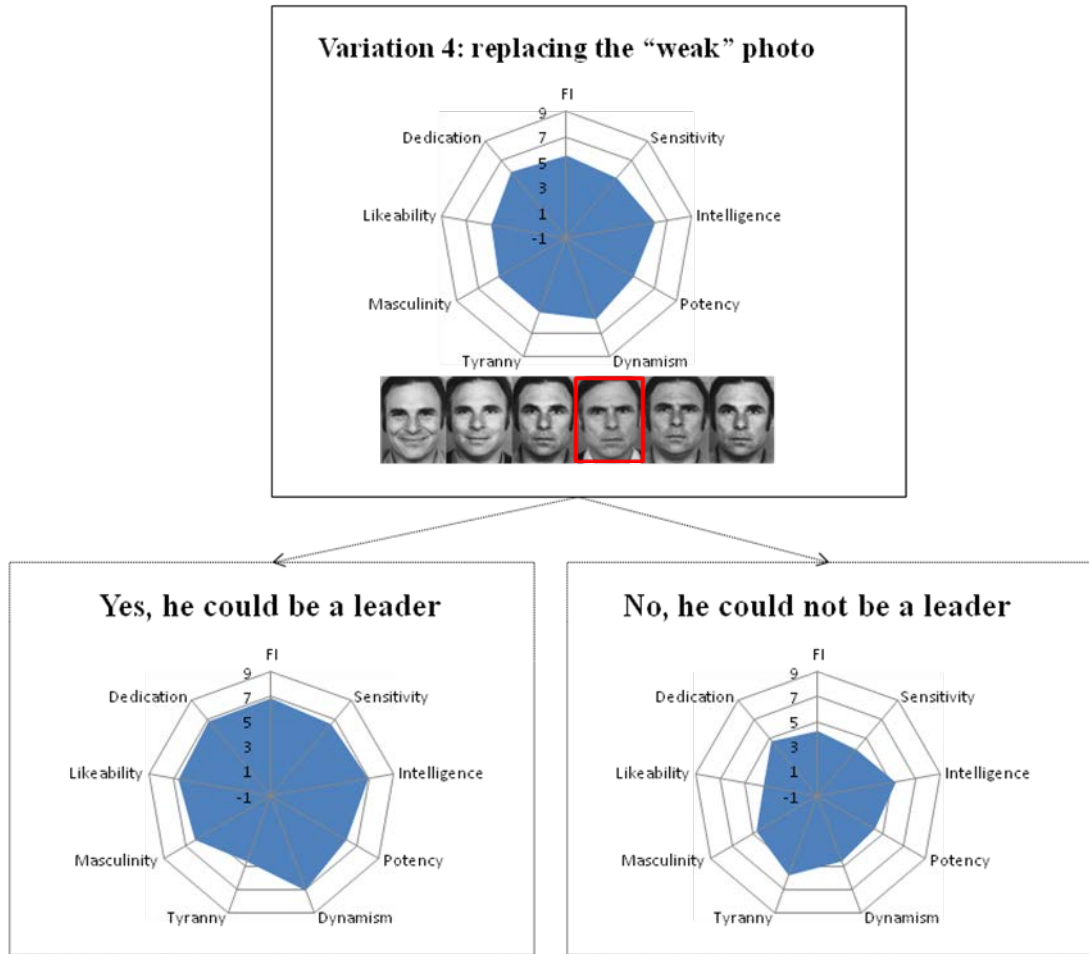 Variation 4: replacing the “weak” photo
FI
9
Dedication
Sensitivity
7
5
3
Likeability
Intelligence
1
-1
Masculinity
Potency
Tyranny
Dynamism
Yes, he could be a leader
FI
9
Dedication
Sensitivity
7
5
3
Likeability
Intelligence
1
-1
Masculinity
Potency
Tyranny
Dynamism
No, he could not be a leader
FI
9
Dedication
Sensitivity
7
5
3
Likeability
Intelligence
1
-1
Masculinity
Potency
Tyranny
Dynamism